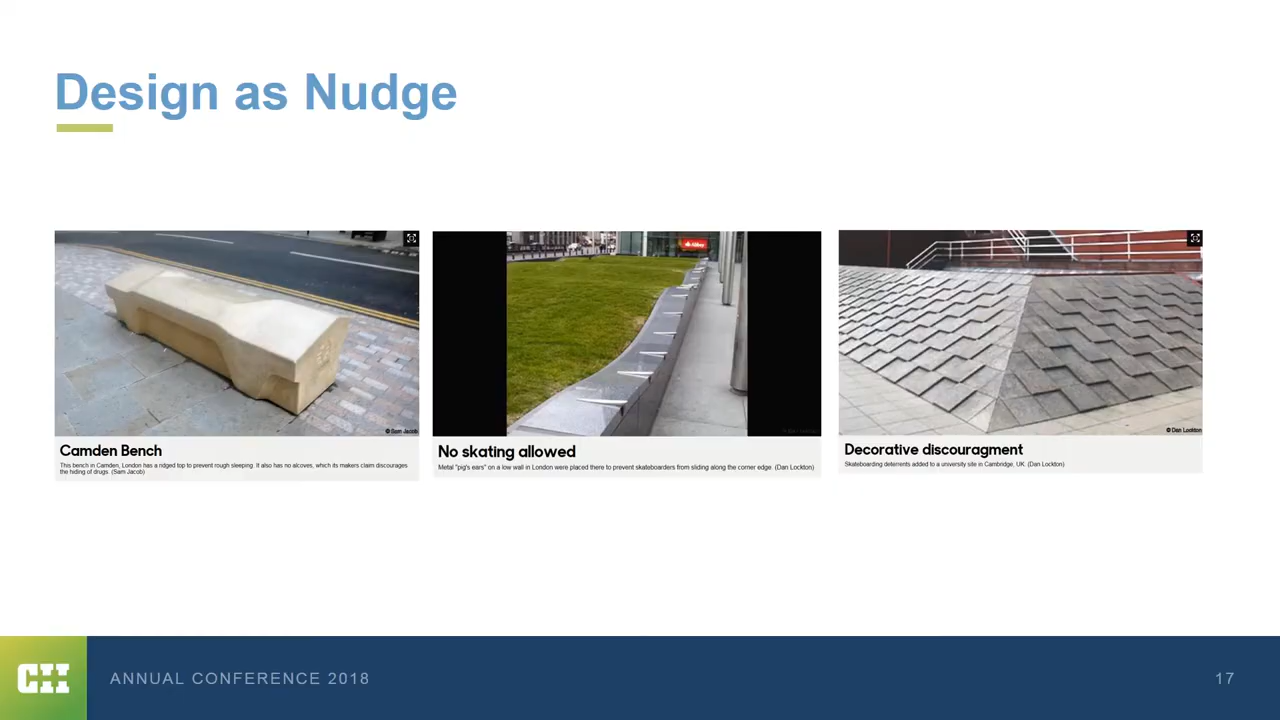 Design as Nudge
© Sam Jacob
Camden Bench
This bench in Camden, London has a ridged top to prevent rough sleeping. It also has no alcoves, which its makers claim discourages
the hiding of drugs. (Sam Jacob)
Abbey
No skating allowed
Metal "pig's ears" on a low wall in London were placed there to prevent skateboarders from sliding along the corner edge. (Dan Lockton)
© Dan Lockton
Decorative discouragment
Skateboarding deterrents added to a university site in Cambridge, UK. (Dan Lockton)
CII
ANNUAL CONFERENCE 2018
17